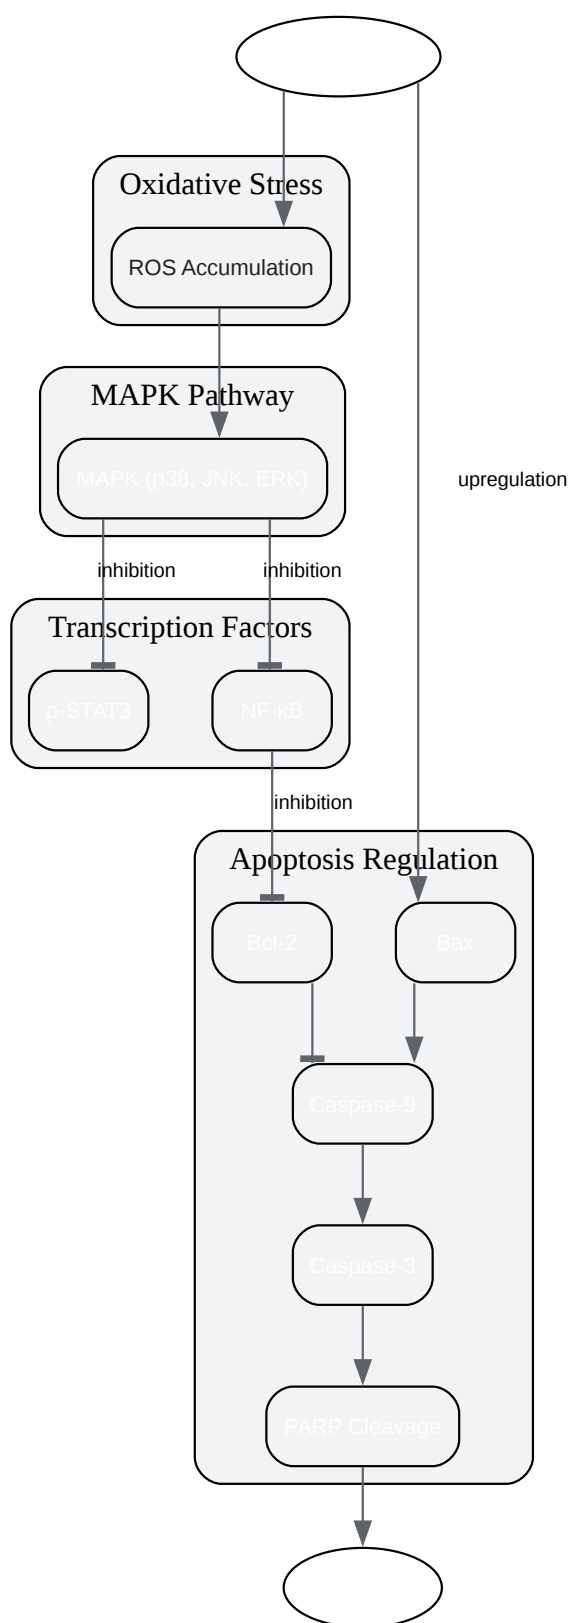 Oxidative Stress
ROS Accumulation
MAPK Pathway
MAPK (p38, JNK, ERK)
upregulation
inhibition
inhibition
Transcription Factors
p-STAT3
NF-κB
inhibition
Apoptosis Regulation
Bcl-2
Bax
Caspase-9
Caspase-3
PARP Cleavage